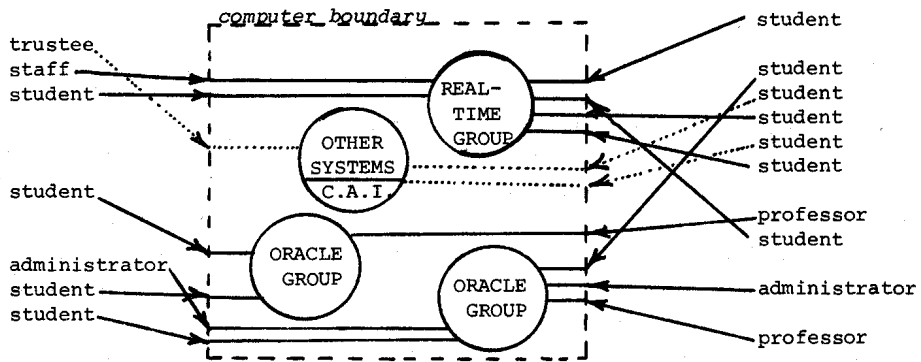 computer boundary
trustee
staff
student
student
administrator
student
student
REAL-
TIME
GROUP
OTHER
SYSTEMS
C.A.I.
ORACLE
GROUP
ORACLE
GROUP
student
student
student
student
student
student
professor
student
administrator
professor